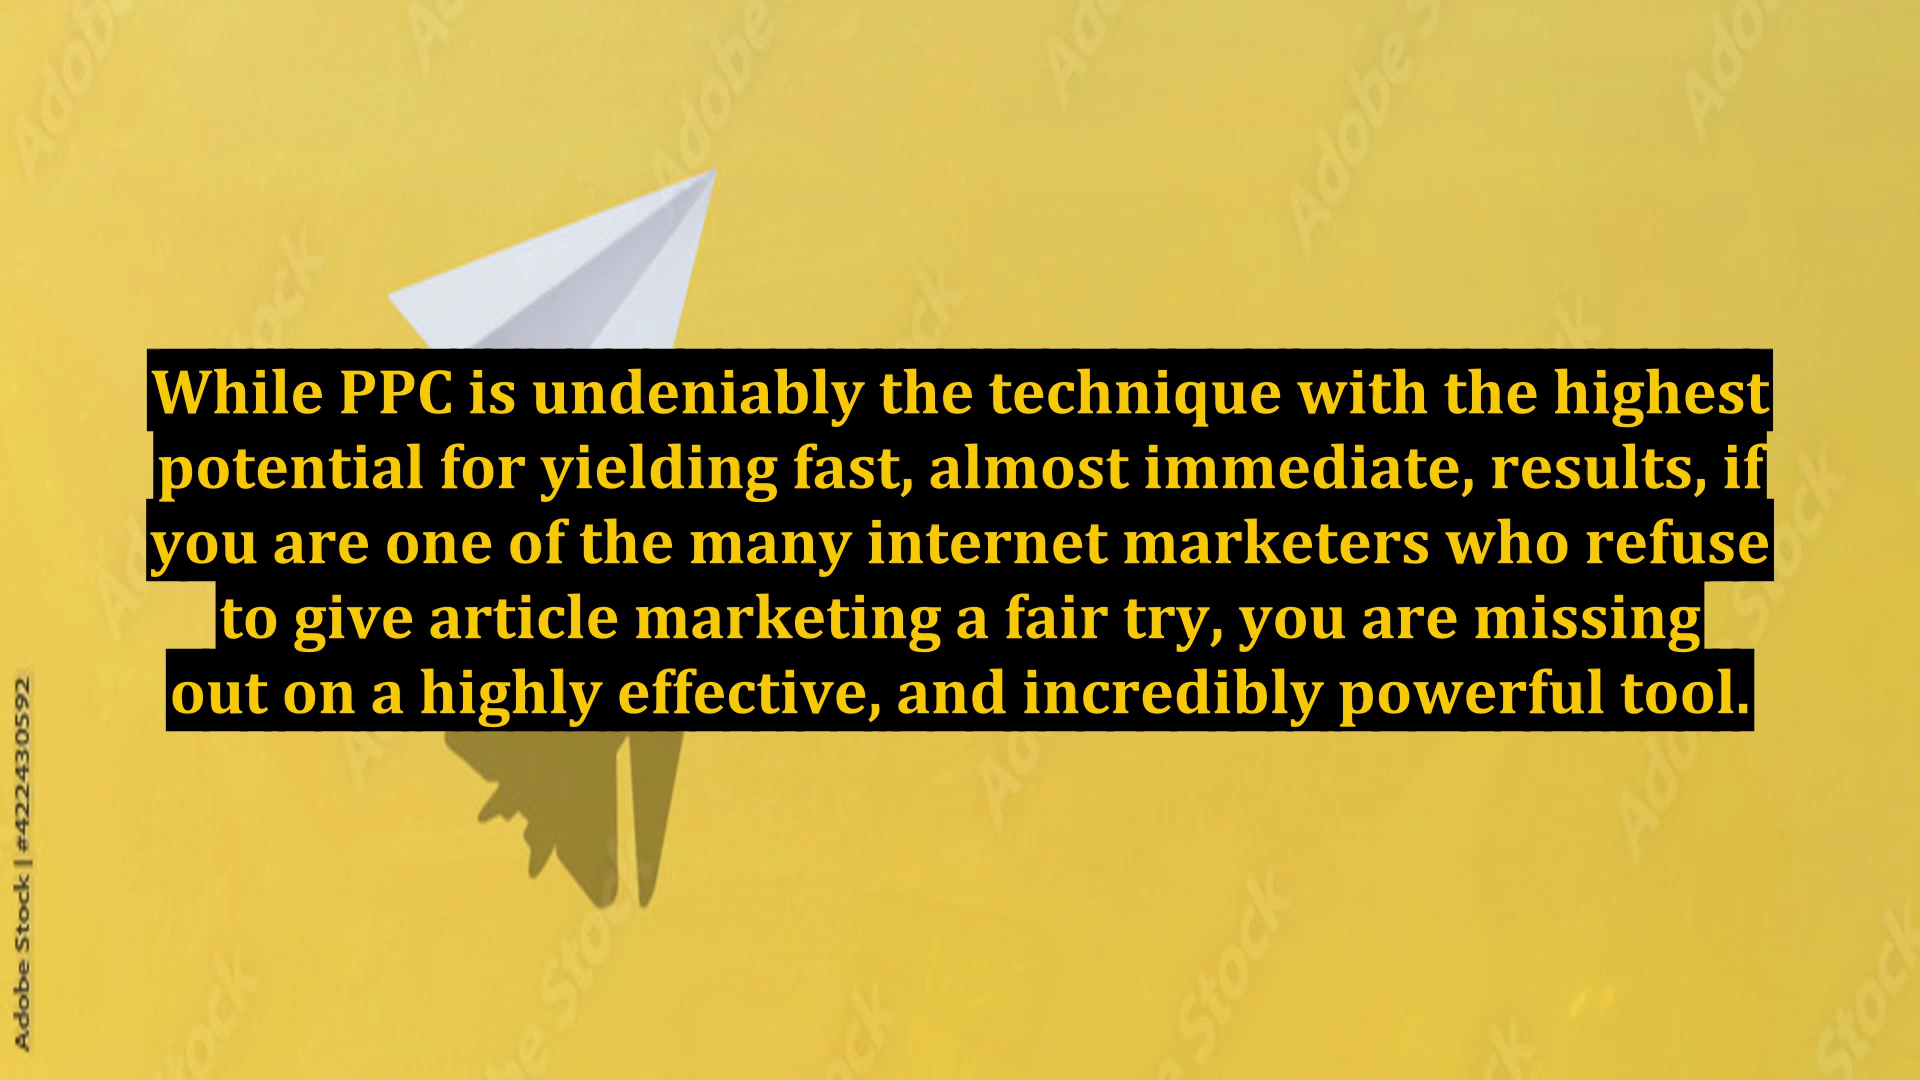 While PPC is undeniably the technique with the highest
potential for yielding fast, almost immediate, results, if
you are one of the many internet marketers who refuse
to give article marketing a fair try, you are missing
out on a highly effective, and incredibly powerful tool.
Adobe Stock | #422430592